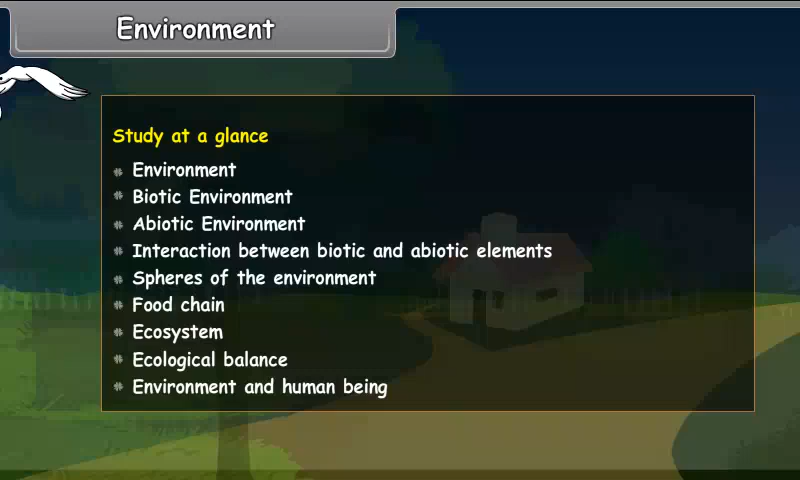 Environment
Study at a glance
Environment
Biotic Environment
Abiotic Environment
Interaction between biotic and abiotic elements
Spheres of the environment
Food chain
Ecosystem
Ecological balance
Environment and human being